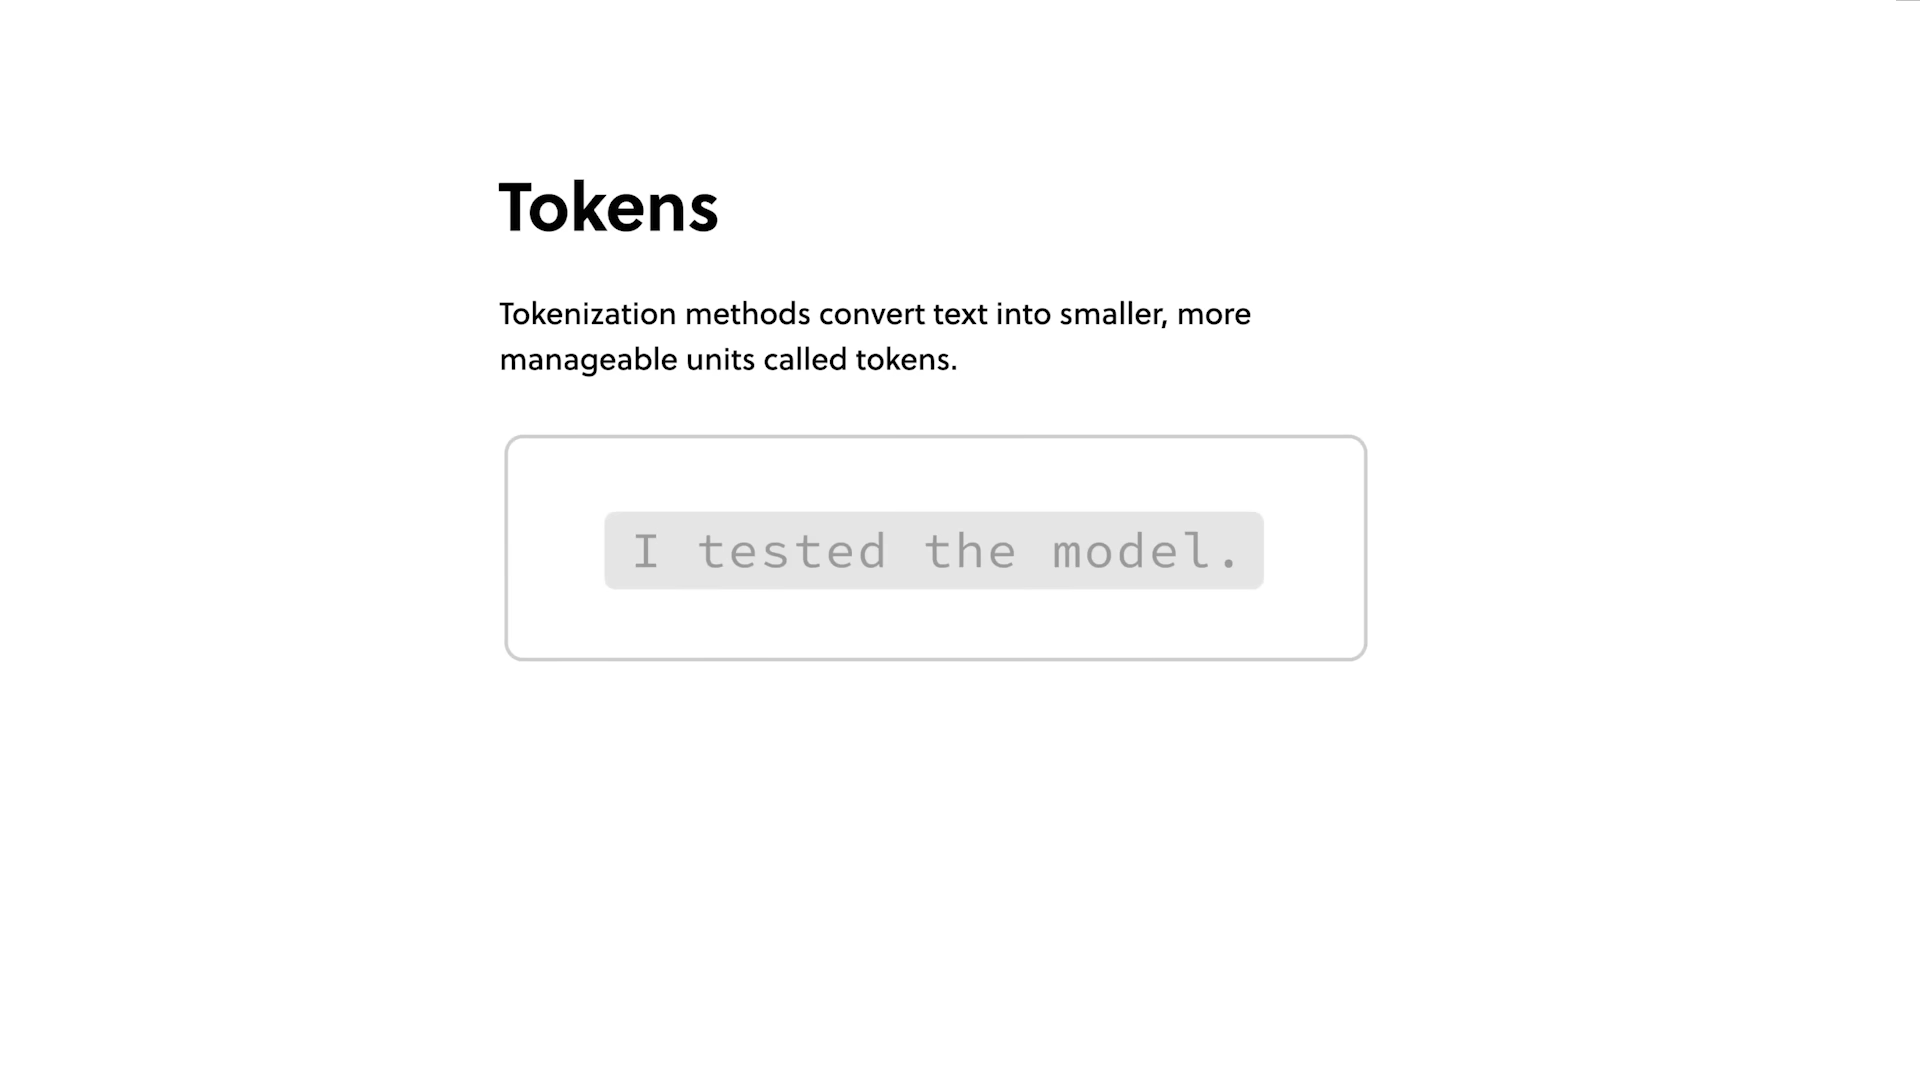 Tokens
Tokenization methods convert text into smaller, more
manageable units called tokens.
I tested the model.